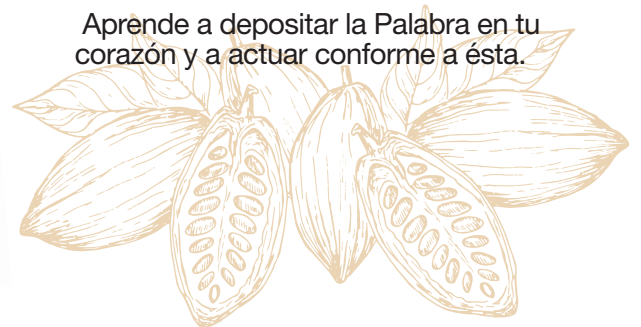 Aprende a depositar la Palabra en tu
corazón y a actuar conforme a ésta.